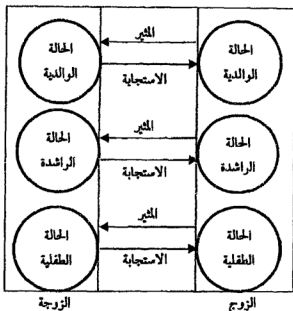 المثير
الحالة
الوالدية
الحالة
الوالدية
الاستجابة
المثير
الحالة
الراشدة
الحالة
الراشدة
الاستجابة
المثير
الحالة
الطفلية
الحالة
الطفلية
الاستجابة
الزوج
الزوجة